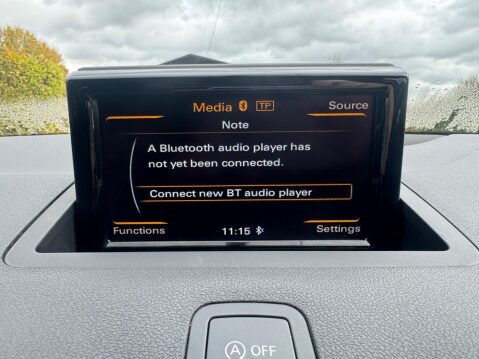 Media TP Source
Note
A Bluetooth audio player has
not yet been connected.
Connect new BT audio player
Functions 11:15 Settings
A OFF